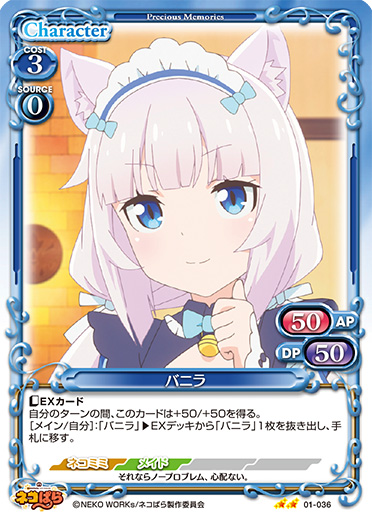 Precious Memories
Character
COST
3
SOURCE
0
50 AP
DP 50
バニラ
EXカード
自分のターンの間、このカードは+50/+50を得る。
[メイン/自分]:「バニラ」▶EXデッキから「バニラ」1枚を抜き出し、手
札に移す。
ネコミミ メイド
それならノープロブレム、心配ない。
ネコぱら
©NEKO WORKs/ネコぱら製作委員会
01-036